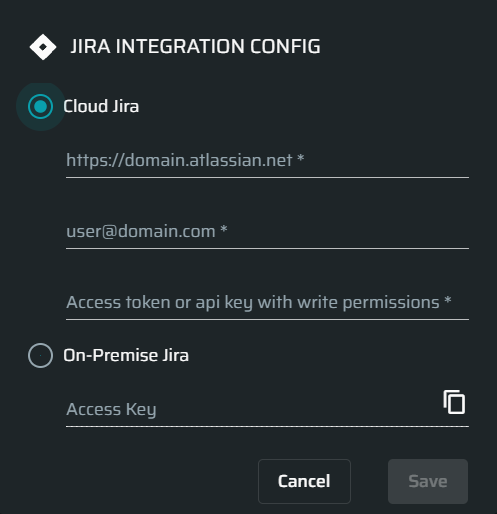 JIRA INTEGRATION CONFIG
Cloud Jira
https://domain.atlassian.net *
user@domain.com *
Access token or api key with write permissions *
On-Premise Jira
Access Key
Cancel Save